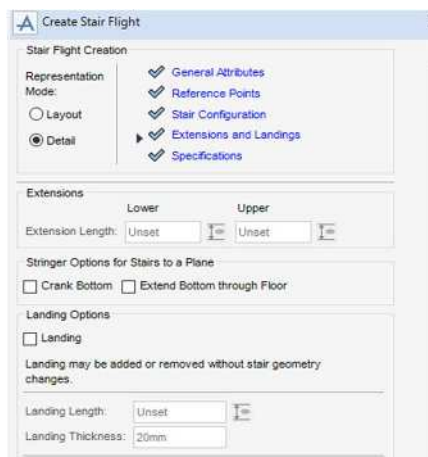 Create Stair Flight
Stair Flight Creation
Representation Mode:
Layout
Detail
General Attributes
Reference Points
Stair Configuration
Extensions and Landings
Specifications
Extensions
Lower Upper
Extension Length: Unset Unset
Stringer Options for Stairs to a Plane
Crank Bottom Extend Bottom through Floor
Landing Options
Landing
Landing may be added or removed without stair geometry
changes.
Landing Length: Unset
Landing Thickness: 20mm